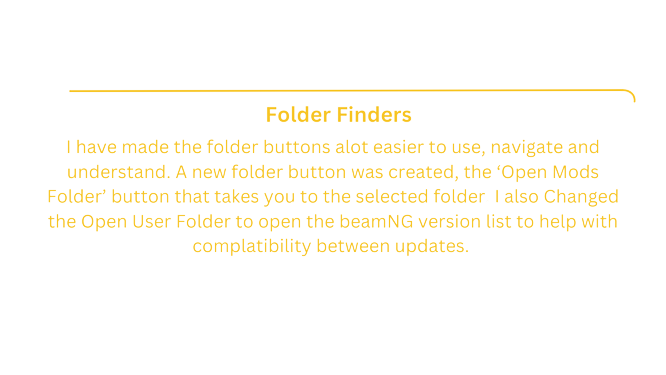 Folder Finders
I have made the folder buttons alot easier to use, navigate and
understand. A new folder button was created, the ‘Open Mods
Folder’ button that takes you to the selected folder  I also Changed
the Open User Folder to open the beamNG version list to help with
complatibility between updates.